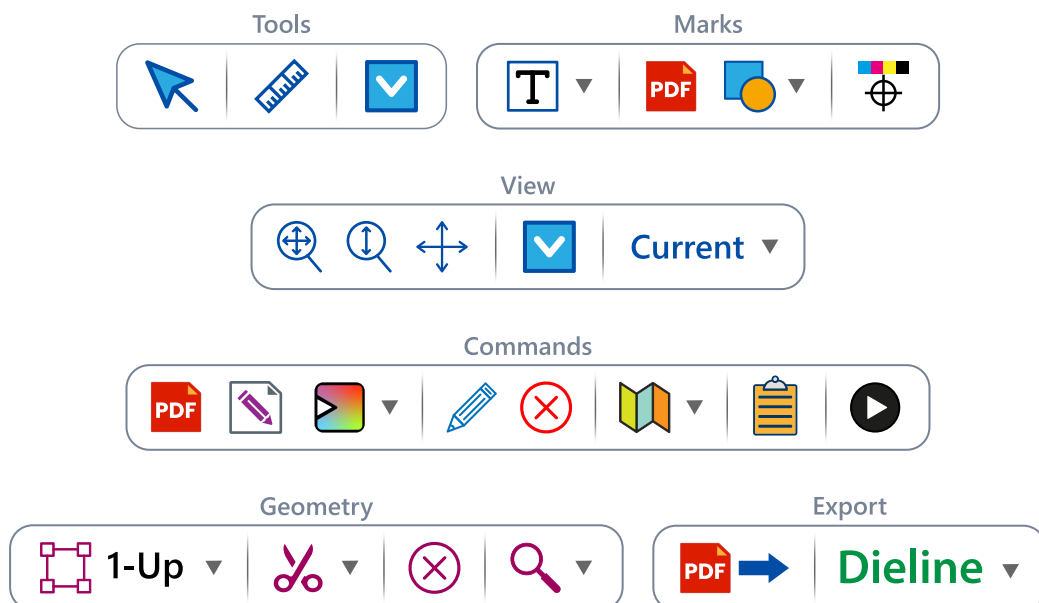 Tools
Marks
T
PDF
View
Current
Commands
PDF
Geometry
Export
1-Up
PDF
Dieline